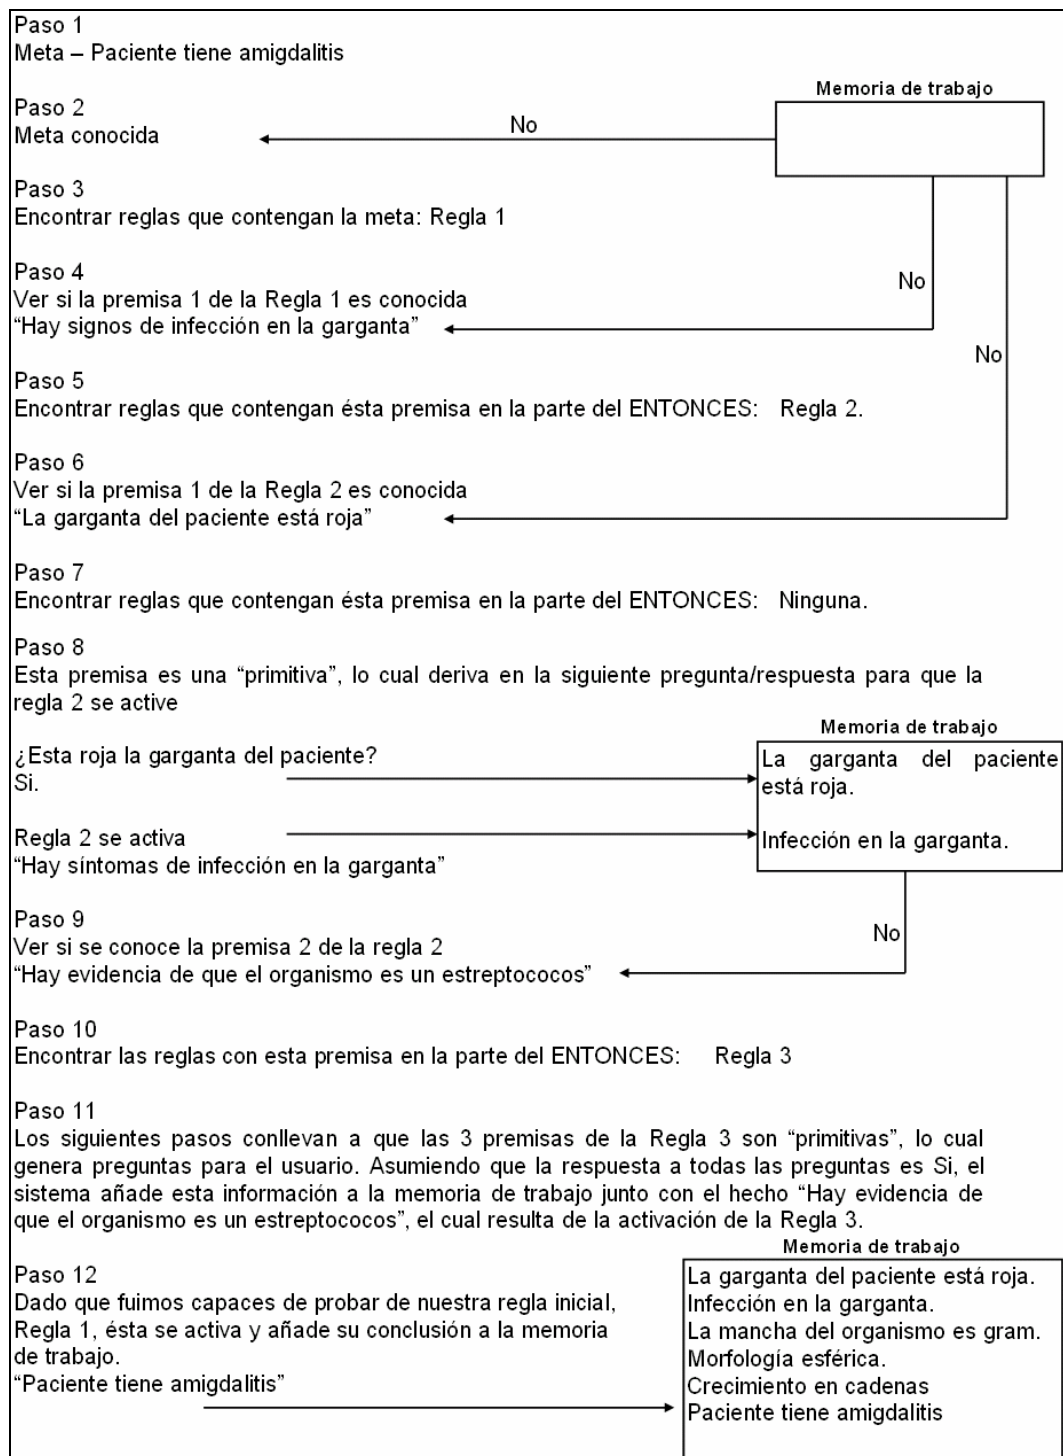 Paso 1
Meta – Paciente tiene amigdalitis
Memoria de trabajo
Paso 2
Meta conocida
No
Paso 3
Encontrar reglas que contengan la meta: Regla 1
Paso 4
Ver si la premisa 1 de la Regla 1 es conocida
“Hay signos de infección en la garganta”
No
No
Paso 5
Encontrar reglas que contengan ésta premisa en la parte del ENTONCES: Regla 2.
Paso 6
Ver si la premisa 1 de la Regla 2 es conocida
“La garganta del paciente está roja”
Paso 7
Encontrar reglas que contengan ésta premisa en la parte del ENTONCES: Ninguna.
Paso 8
Esta premisa es una “primitiva”, lo cual deriva en la siguiente pregunta/respuesta para que la
regla 2 se active
Memoria de trabajo
¿Esta roja la garganta del paciente?
Si.
La garganta del paciente
está roja.
Regla 2 se activa
“Hay síntomas de infección en la garganta”
Infección en la garganta.
Paso 9
Ver si se conoce la premisa 2 de la regla 2
“Hay evidencia de que el organismo es un estreptococos”
No
Paso 10
Encontrar las reglas con esta premisa en la parte del ENTONCES: Regla 3
Paso 11
Los siguientes pasos conllevan a que las 3 premisas de la Regla 3 son “primitivas”, lo cual
genera preguntas para el usuario. Asumiendo que la respuesta a todas las preguntas es Si, el
sistema añade esta información a la memoria de trabajo junto con el hecho “Hay evidencia de
que el organismo es un estreptococos”, el cual resulta de la activación de la Regla 3.
Memoria de trabajo
Paso 12
Dado que fuimos capaces de probar de nuestra regla inicial,
Regla 1, ésta se activa y añade su conclusión a la memoria
de trabajo.
“Paciente tiene amigdalitis”
La garganta del paciente está roja.
Infección en la garganta.
La mancha del organismo es gram.
Morfología esférica.
Crecimiento en cadenas
Paciente tiene amigdalitis